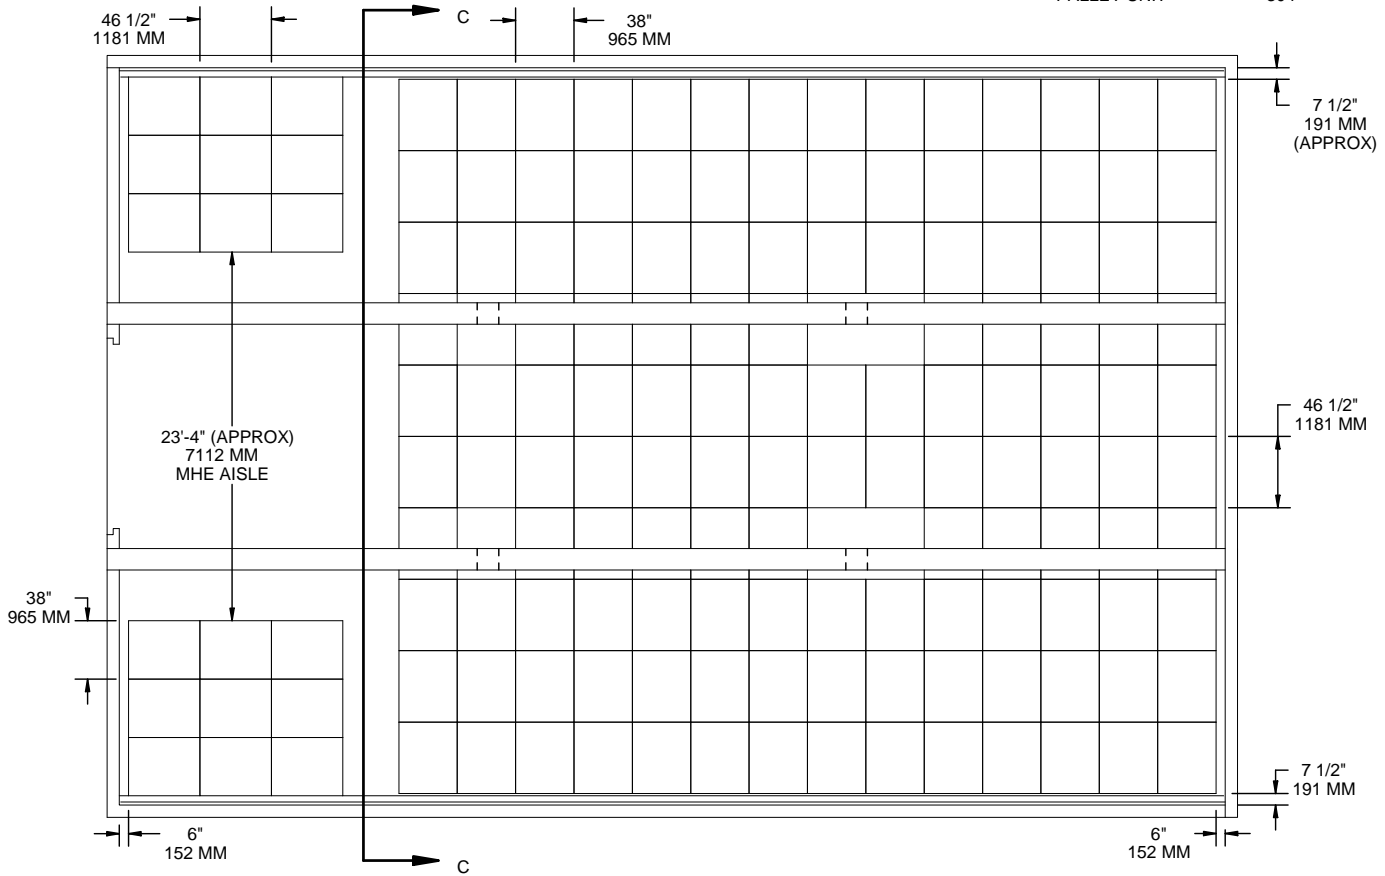 46 1/2"
1181 MM
C
38"
965 MM
7 1/2"
191 MM
(APPROX)
23'-4" (APPROX)
7112 MM
MHE AISLE
46 1/2"
1181 MM
38"
965 MM
7 1/2"
191 MM
6"
152 MM
C
6"
152 MM